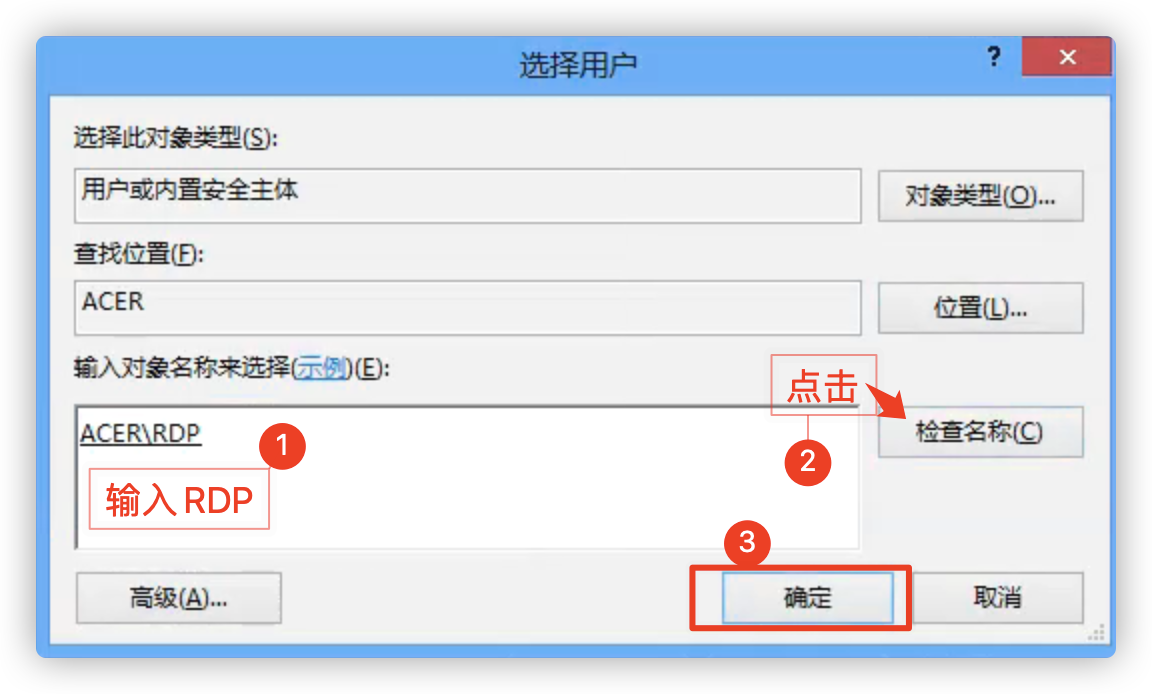 选择用户
?
选择此对象类型(S):
用户或内置安全主体
对象类型(O)...
查找位置(F):
ACER
位置(L)...
输入对象名称来选择(示例)(E):
点击
ACER\RDP
1
检查名称(C)
2
输入RDP
3
高级(A)...
确定
取消